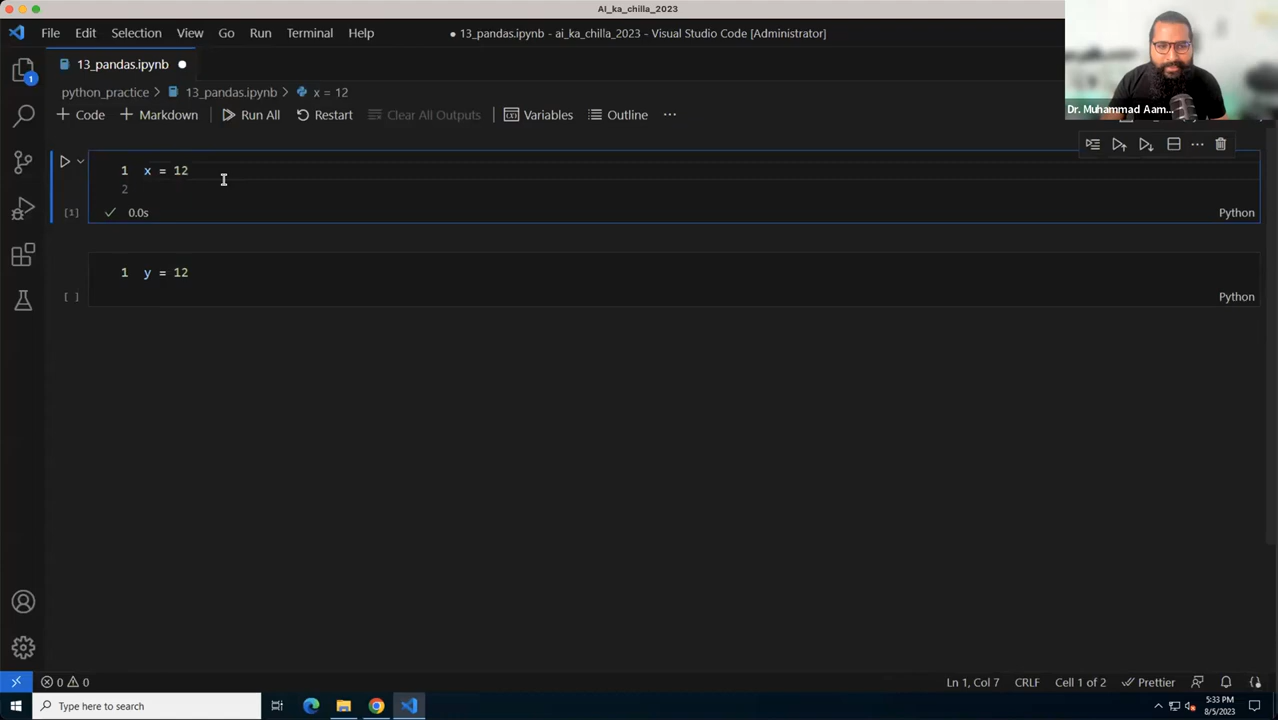 AI_ka_chilla_2023
File Edit Selection View Go Run Terminal Help
● 13_pandas.ipynb - ai_ka_chilla_2023 - Visual Studio Code [Administrator]
13_pandas.ipynb
1
python_practice > 13_pandas.ipynb > x = 12
+ Code + Markdown Run All Restart Clear All Outputs Variables Outline ...
Dr. Muhammad Aam...
1 x = 12
2
[1] 0.0s Python
1 y = 12
[ ] Python
0 0 Ln 1, Col 7 CRLF Cell 1 of 2 Prettier
Type here to search
5:33 PM
8/5/2023